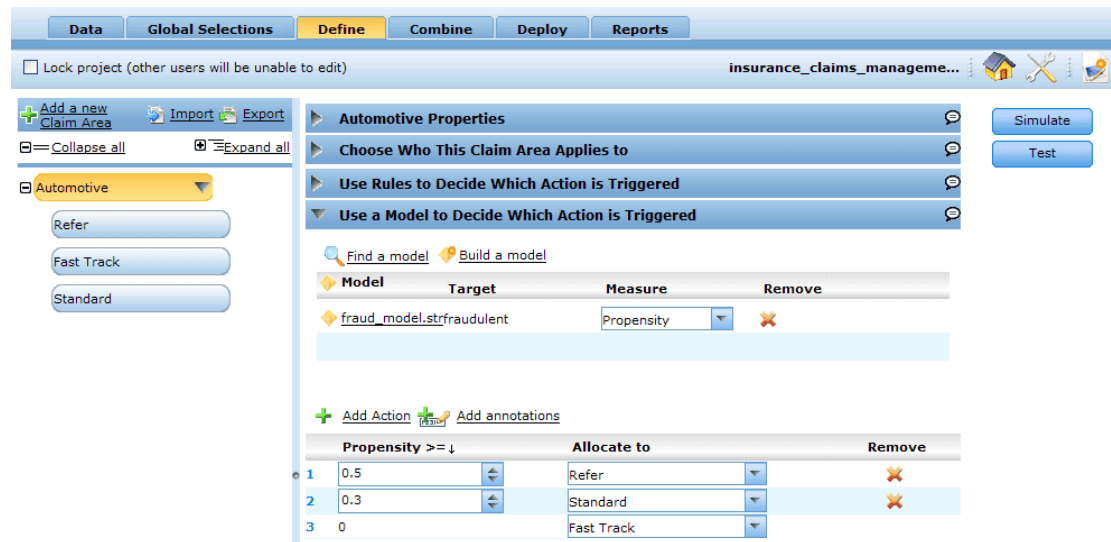 Data Global Selections Define Combine Deploy Reports
Lock project (other users will be unable to edit) insurance_claims_manageme...
Add a new Claim Area Import Export
Collapse all Expand all
Automotive
Refer
Fast Track
Standard
Automotive Properties
Choose Who This Claim Area Applies to
Use Rules to Decide Which Action is Triggered
Use a Model to Decide Which Action is Triggered
Find a model Build a model
Model Target Measure Remove
fraud_model.str fraudulent Propensity
Add Action Add annotations
Propensity >=↓ Allocate to Remove
1 0.5 Refer
2 0.3 Standard
3 0 Fast Track
Simulate
Test